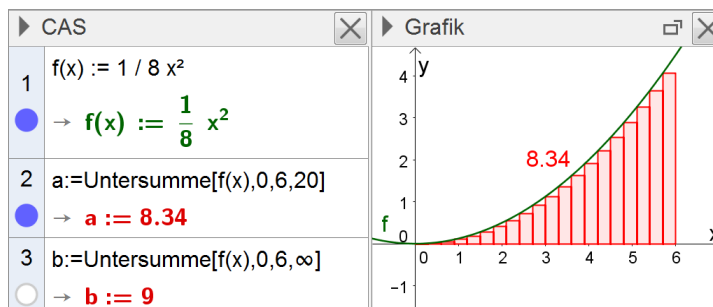 CAS
1
f(x) := 1 / 8 x²
→ f(x) := 1/8 x²
2
a:=Untersumme[f(x),0,6,20]
→ a := 8.34
3
b:=Untersumme[f(x),0,6,∞]
→ b := 9
Grafik
y
4
3
2
8.34
1
f
0
0 1 2 3 4 5 6
x
−1